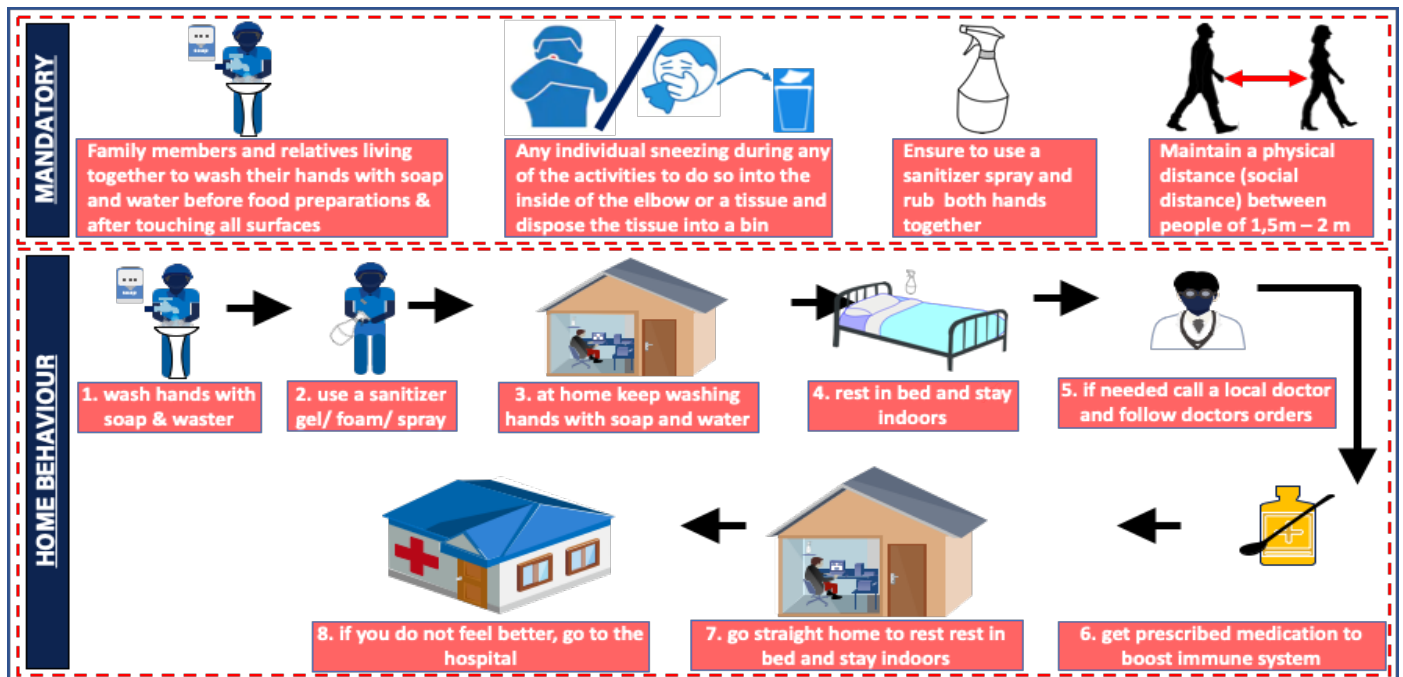 MANDATORY
soap
Family members and relatives living
together to wash their hands with soap
and water before food preparations &
after touching all surfaces
Any individual sneezing during any
of the activities to do so into the
inside of the elbow or a tissue and
dispose the tissue into a bin
Ensure to use a
sanitizer spray and
rub both hands
together
Maintain a physical
distance (social
distance) between
people of 1,5m – 2 m
HOME BEHAVIOUR
soap
1. wash hands with
soap & waster
2. use a sanitizer
gel/ foam/ spray
3. at home keep washing
hands with soap and water
4. rest in bed and stay
indoors
5. if needed call a local doctor
and follow doctors orders
6. get prescribed medication to
boost immune system
7. go straight home to rest rest in
bed and stay indoors
8. if you do not feel better, go to the
hospital